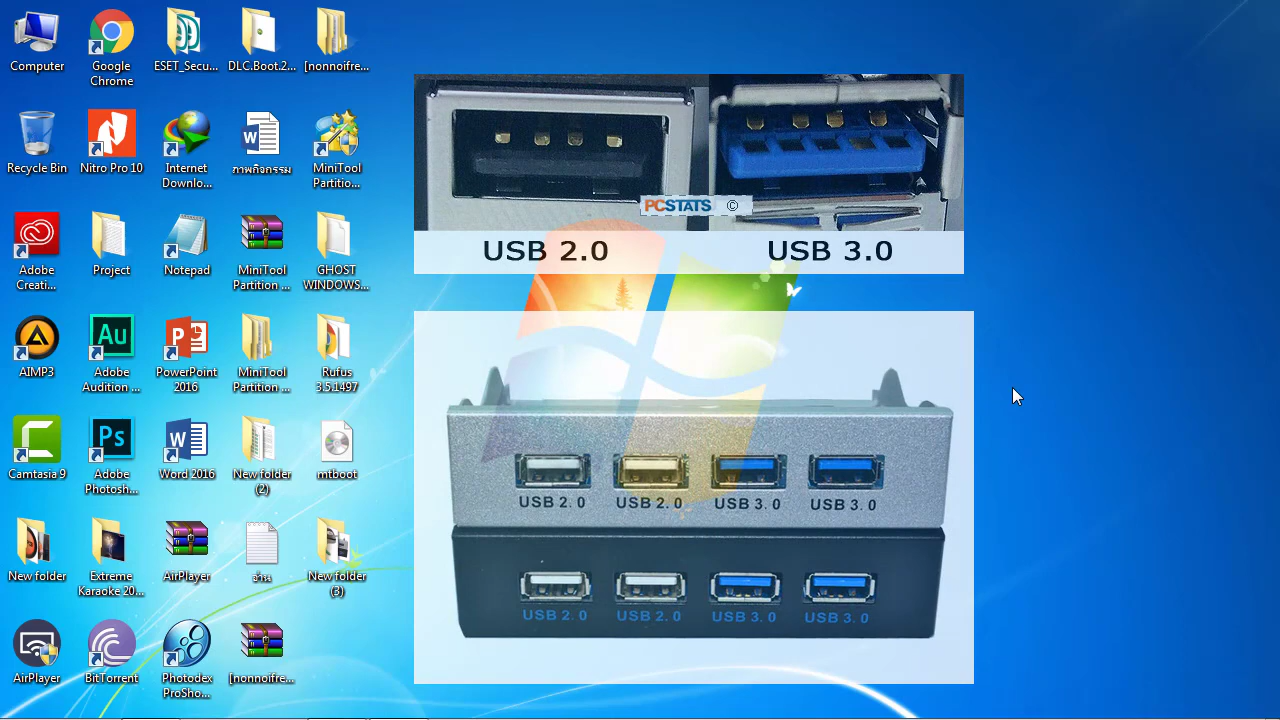 Computer
Google
Chrome
ESET_Secu...
DLC.Boot.2...
[nonnoifre...
Recycle Bin
Nitro Pro 10
Internet
Downlo...
ภาพกิจกรรม
MiniTool
Partitio...
Adobe
Creati...
Project
Notepad
MiniTool
Partition ...
GHOST
WINDOWS...
AIMP3
Adobe
Audition ...
PowerPoint
2016
MiniTool
Partition ...
Rufus
3.5.1497
Camtasia 9
Adobe
Photosh...
Word 2016
New folder
(2)
mtboot
New folder
Extreme
Karaoke 20...
AirPlayer
อ่าน
New folder
(3)
AirPlayer
BitTorrent
Photodex
ProSho...
[nonnoifre...
PCSTATS ©
USB 2.0 USB 3.0
USB 2.0 USB 2.0 USB 3.0 USB 3.0
USB 2.0 USB 2.0 USB 3.0 USB 3.0